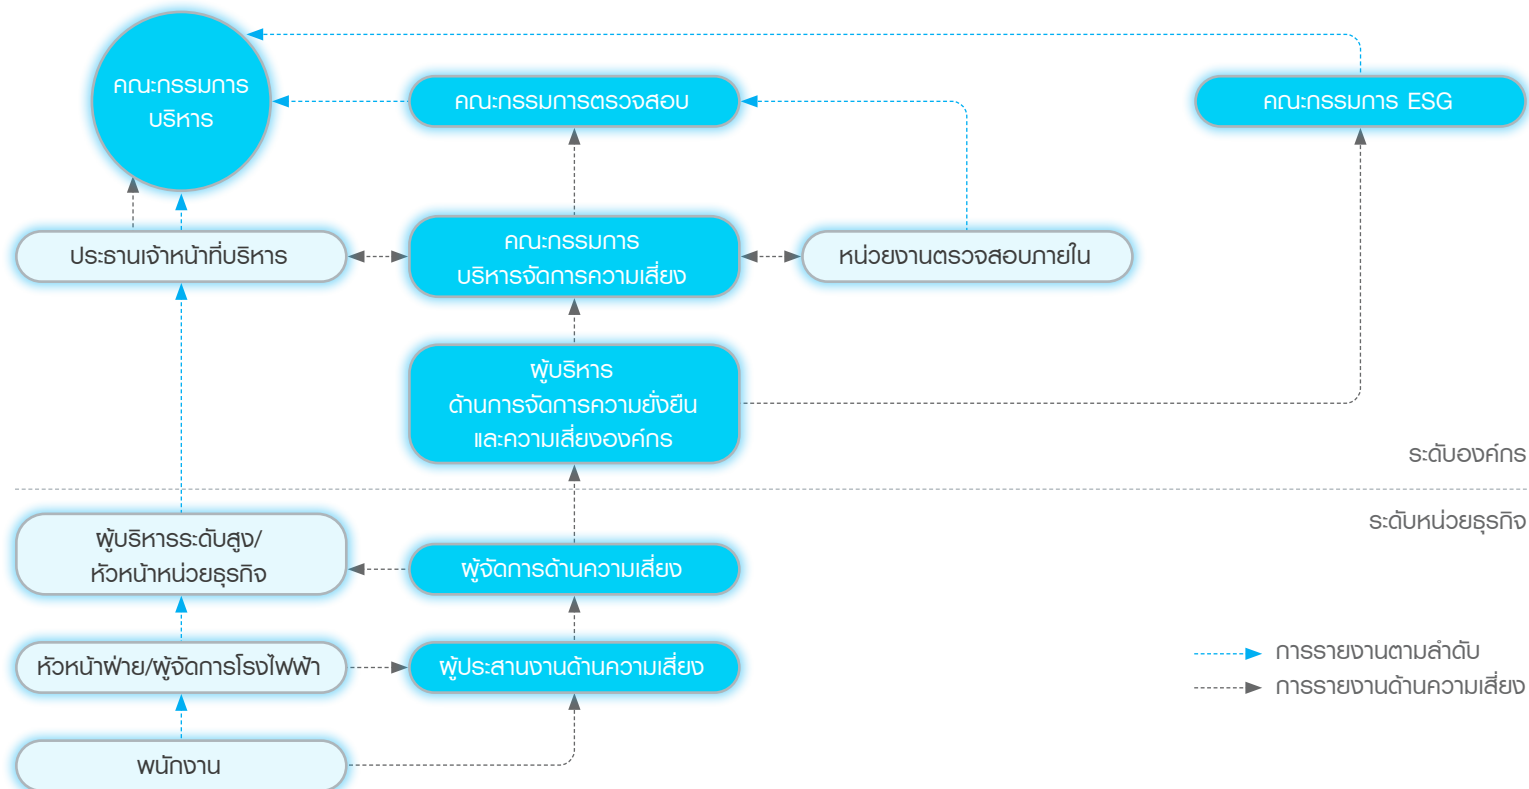 คณะกรรมการ
บริหาร
คณะกรรมการตรวจสอบ
คณะกรรมการ ESG
ประธานเจ้าหน้าที่บริหาร
คณะกรรมการ
บริหารจัดการความเสี่ยง
หน่วยงานตรวจสอบภายใน
ผู้บริหาร
ด้านการจัดการความยั่งยืน
และความเสี่ยงองค์กร
ระดับองค์กร
ระดับหน่วยธุรกิจ
ผู้บริหารระดับสูง/
หัวหน้าหน่วยธุรกิจ
ผู้จัดการด้านความเสี่ยง
หัวหน้าฝ่าย/ผู้จัดการโรงไฟฟ้า
ผู้ประสานงานด้านความเสี่ยง
พนักงาน
การรายงานตามลำดับ
การรายงานด้านความเสี่ยง